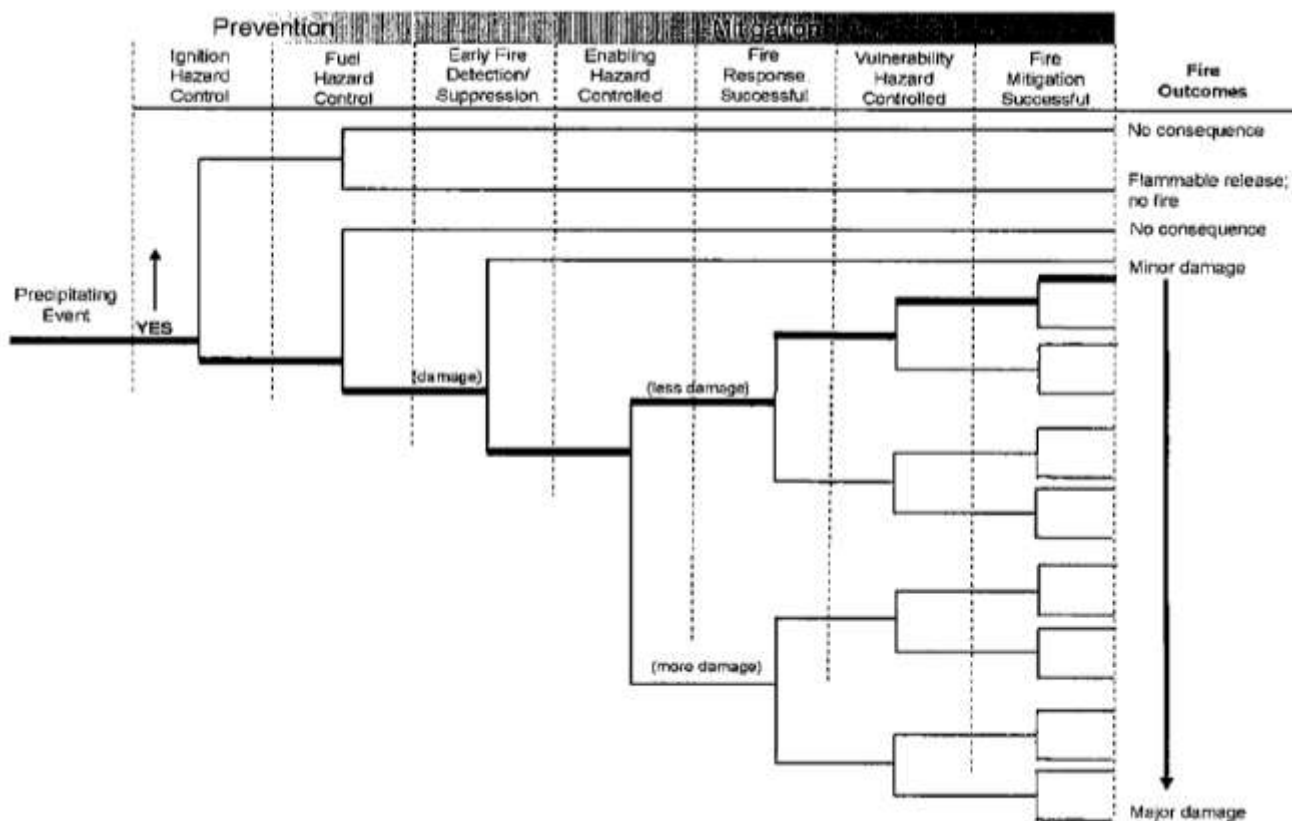 Prevention
Mitigation
Ignition
Hazard
Control
Fuel
Hazard
Control
Early Fire
Detection/
Suppression
Enabling
Hazard
Controlled
Fire
Response
Successful
Vulnerability
Hazard
Controlled
Fire
Mitigation
Successful
Fire
Outcomes
No consequence
Flammable release;
no fire
No consequence
Minor damage
Precipitating
Event
YES
(damage)
(less damage)
(more damage)
Major damage